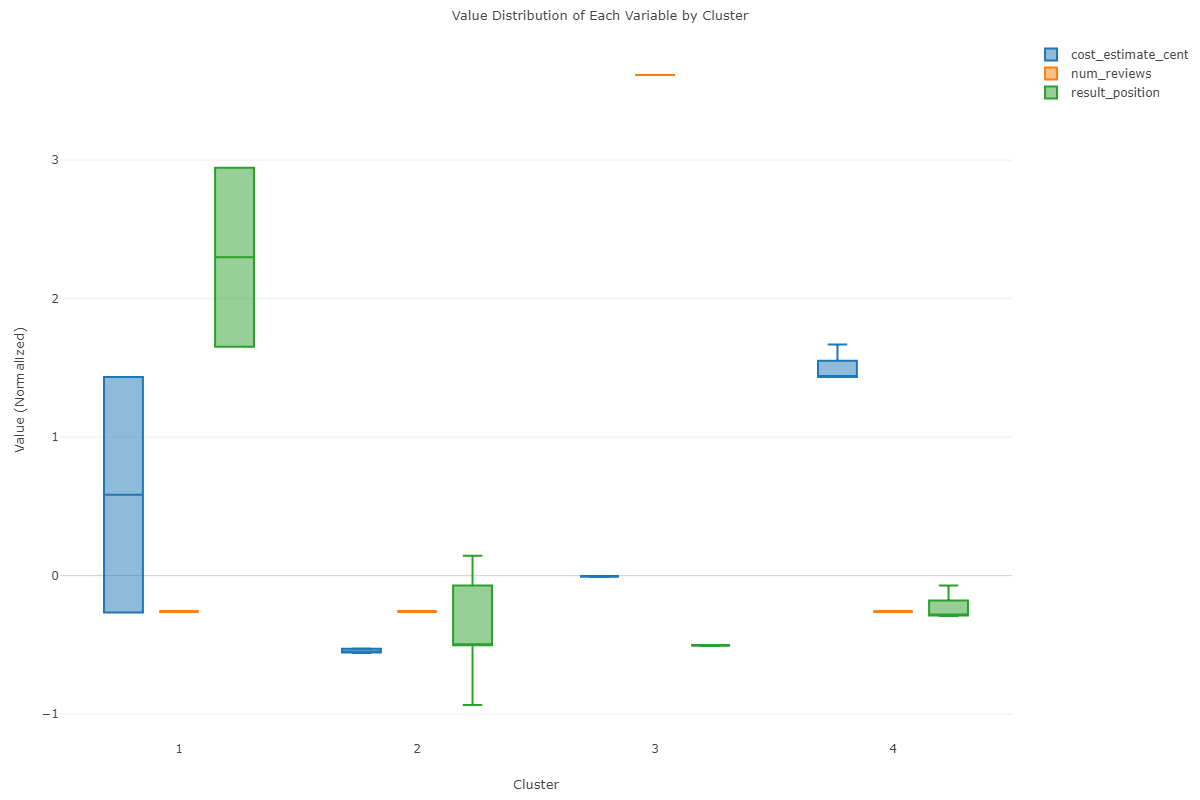 Value Distribution of Each Variable by Cluster
cost_estimate_cent
num_reviews
result_position
3
2
1
0
−1
Value (Normalized)
1
2
3
4
Cluster